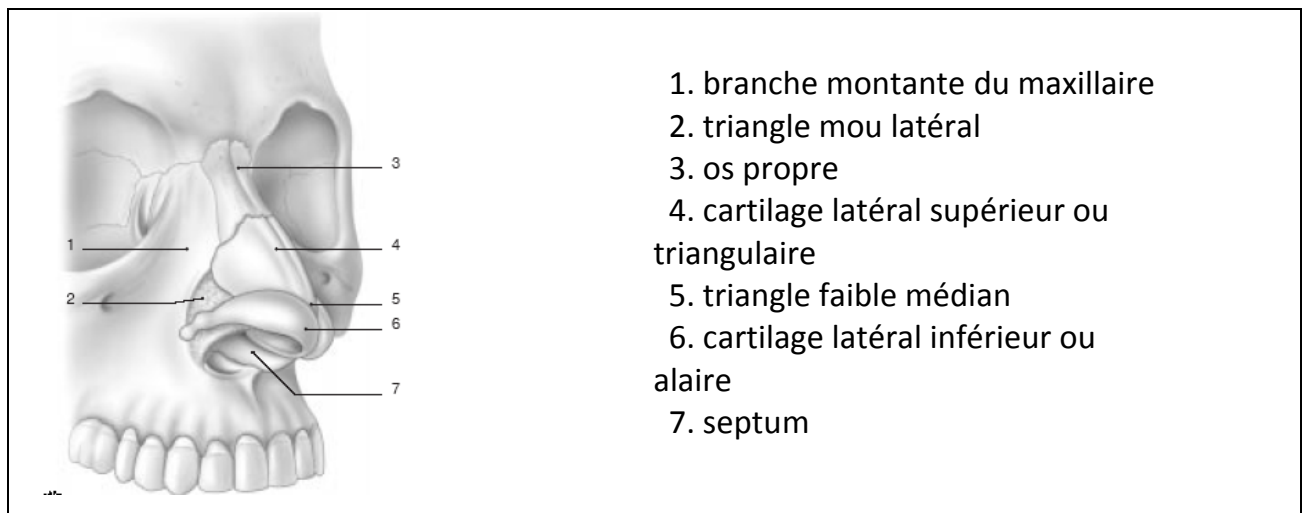 1
2
3
4
5
6
7
1. branche montante du maxillaire
2. triangle mou latéral
3. os propre
4. cartilage latéral supérieur ou
triangulaire
5. triangle faible médian
6. cartilage latéral inférieur ou
alaire
7. septum